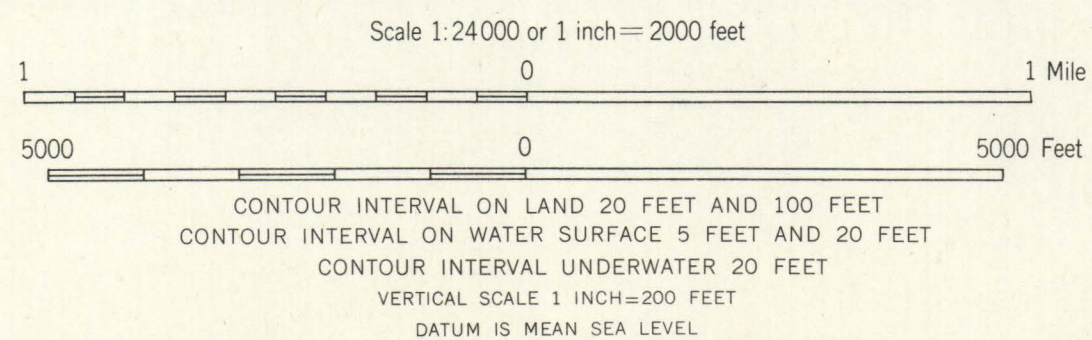 Scale 1:24000 or 1 inch = 2000 feet
1 0 1 Mile
5000 0 5000 Feet
CONTOUR INTERVAL ON LAND 20 FEET AND 100 FEET
CONTOUR INTERVAL ON WATER SURFACE 5 FEET AND 20 FEET
CONTOUR INTERVAL UNDERWATER 20 FEET
VERTICAL SCALE 1 INCH=200 FEET
DATUM IS MEAN SEA LEVEL